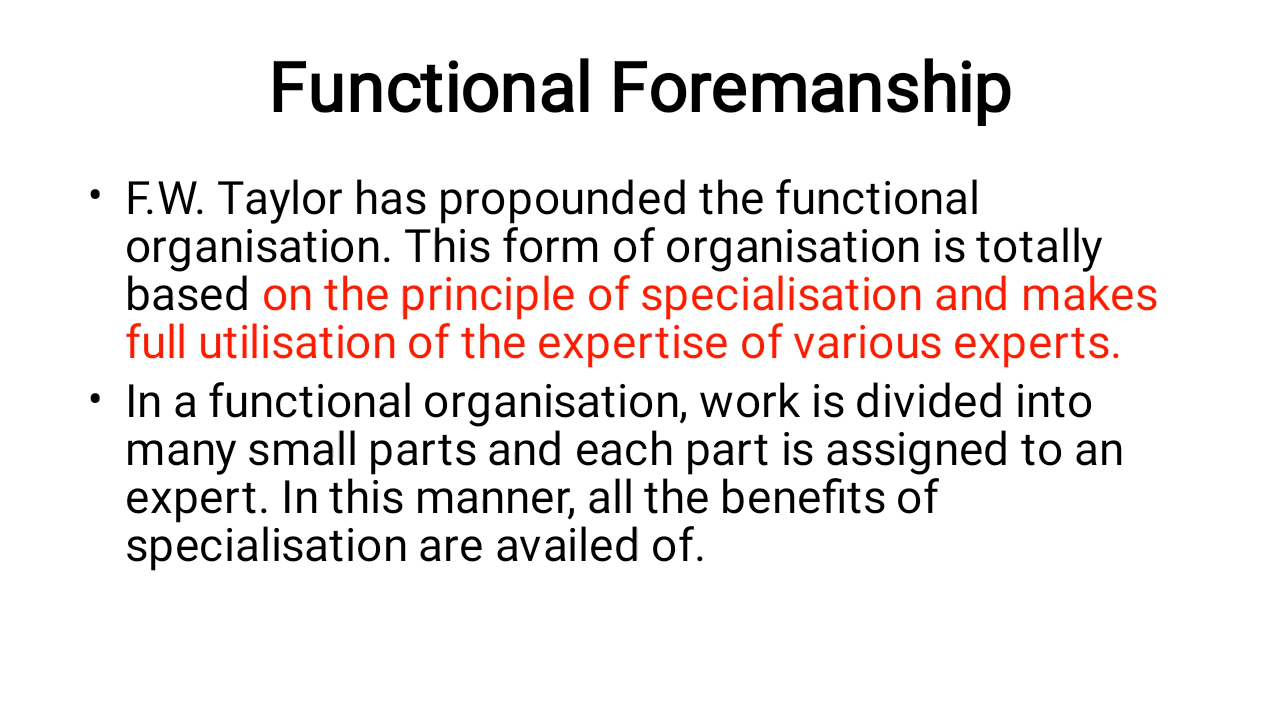 Functional Foremanship
• F.W. Taylor has propounded the functional
organisation. This form of organisation is totally
based on the principle of specialisation and makes
full utilisation of the expertise of various experts.
• In a functional organisation, work is divided into
many small parts and each part is assigned to an
expert. In this manner, all the benefits of
specialisation are availed of.